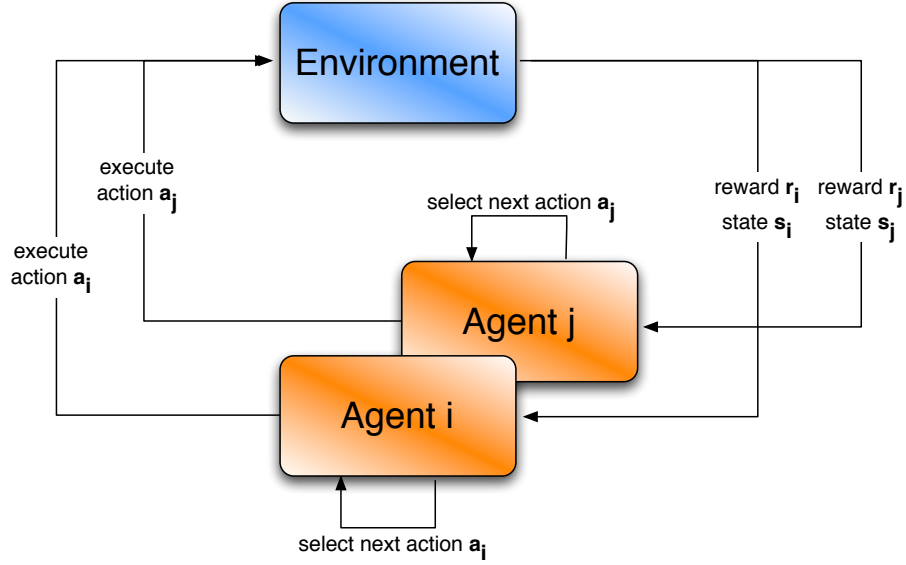 Environment
execute
action aj
reward ri
state si
reward rj
state sj
select next action aj
execute
action ai
Agent j
Agent i
select next action ai